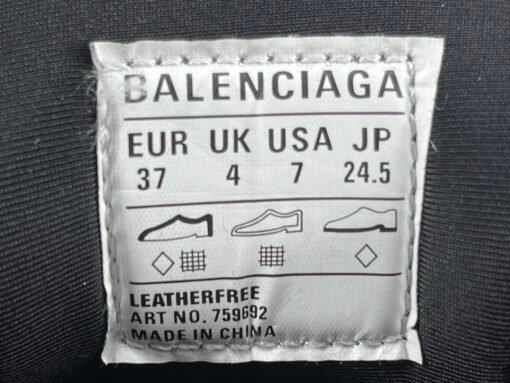 BALENCIAGA
EUR UK USA JP
37 4 7 24.5
LEATHERFREE
ART NO. 759692
MADE IN CHINA